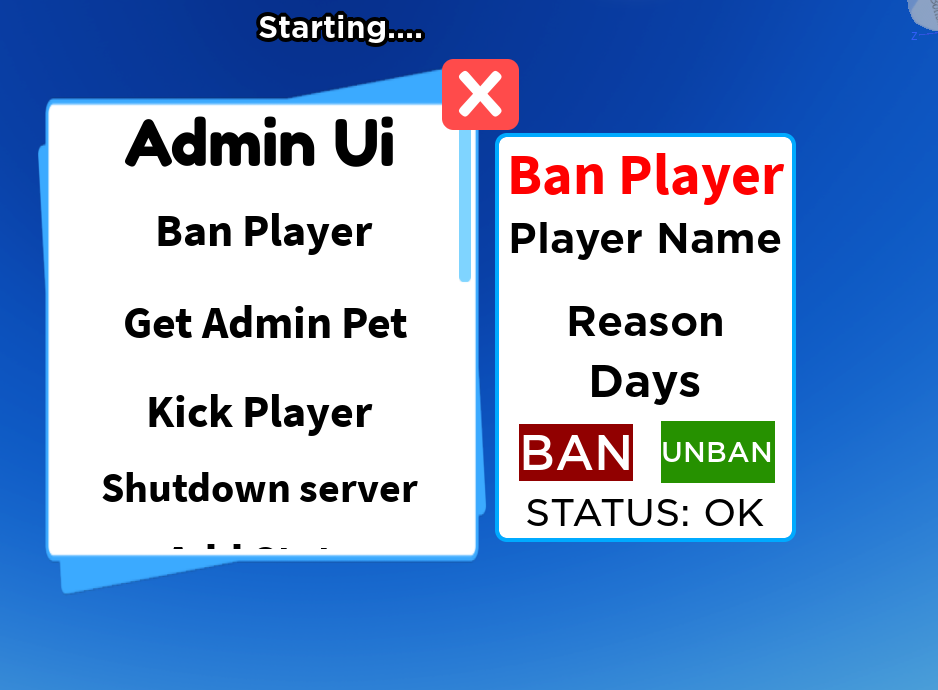 Starting....
Admin Ui
Ban Player
Get Admin Pet
Kick Player
Shutdown server
Ban Player
Player Name
Reason
Days
BAN
UNBAN
STATUS: OK
Z